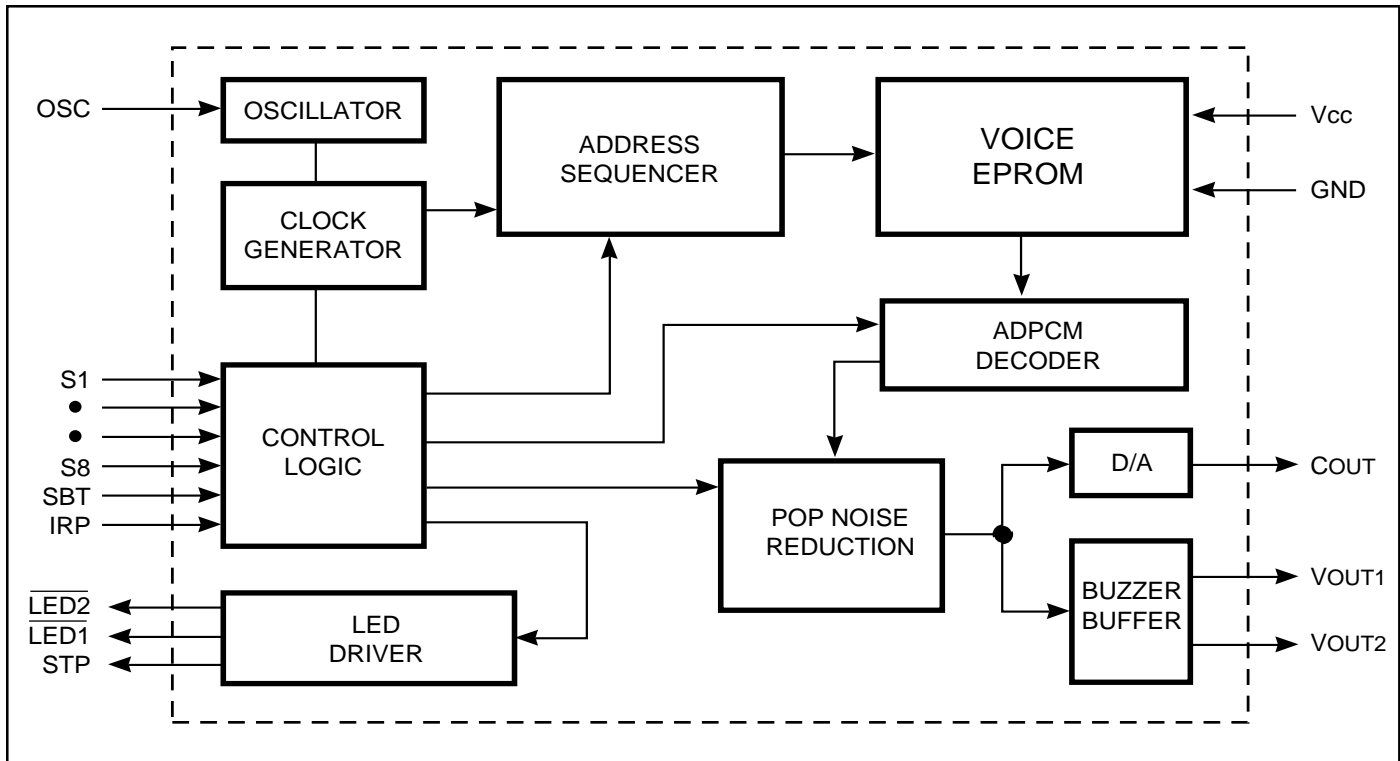 OSC
OSCILLATOR
CLOCK
GENERATOR
ADDRESS
SEQUENCER
VOICE
EPROM
Vcc
GND
ADPCM
DECODER
S1
S8
SBT
IRP
CONTROL
LOGIC
POP NOISE
REDUCTION
D/A
COUT
BUZZER
BUFFER
VOUT1
VOUT2
LED2
LED1
STP
LED
DRIVER